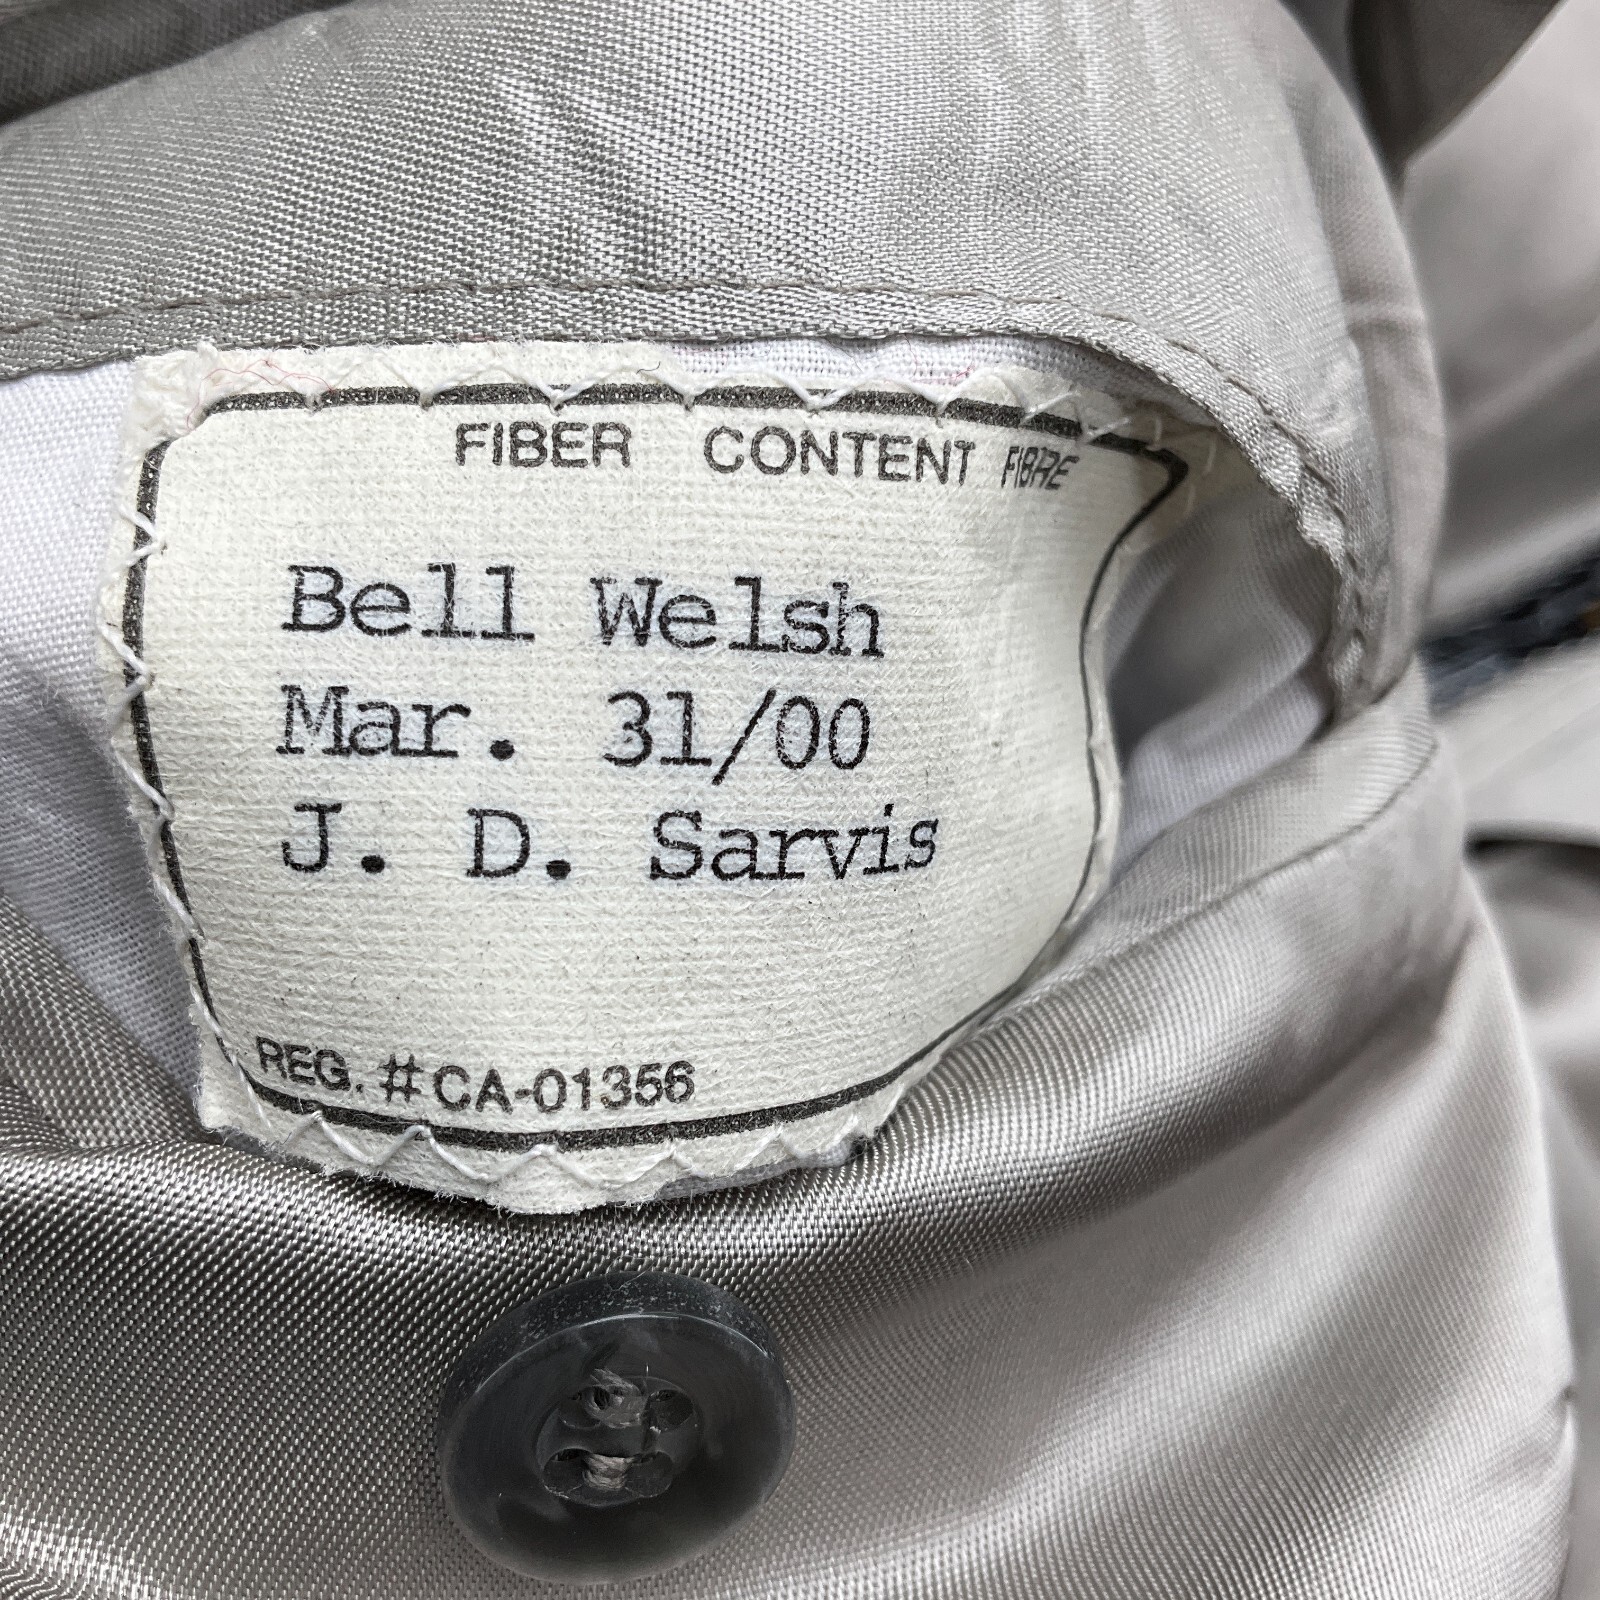 FIBER CONTENT FIBRE
Bell Welsh
Mar. 31/00
J. D. Sarvis
REG. #CA-01356